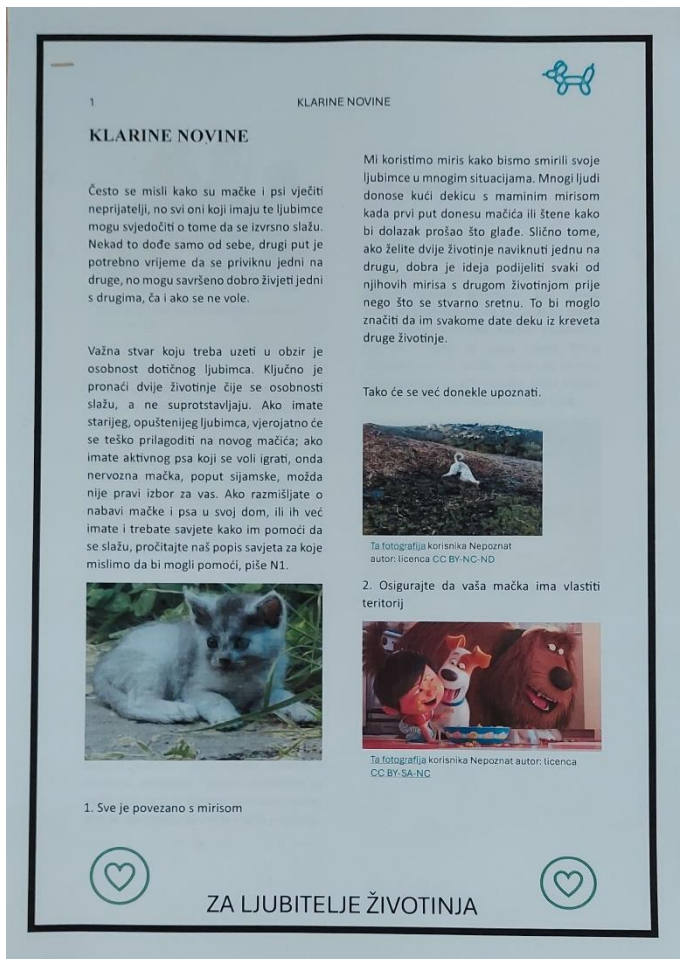 1
KLARINE NOVINE
KLARINE NOVINE
Često se misli kako su mačke i psi vječiti
neprijatelji, no svi oni koji imaju te ljubimce
mogu svjedočiti o tome da se izvrsno slažu.
Nekad to dođe samo od sebe, drugi put je
potrebno vrijeme da se priviknu jedni na
druge, no mogu savršeno dobro živjeti jedni
s drugima, ča i ako se ne vole.
Važna stvar koju treba uzeti u obzir je
osobnost dotičnog ljubimca. Ključno je
pronaći dvije životinje čije se osobnosti
slažu, a ne suprotstavljaju. Ako imate
starijeg, opuštenijeg ljubimca, vjerojatno će
se teško prilagoditi na novog mačića; ako
imate aktivnog psa koji se voli igrati, onda
nervozna mačka, poput sijamske, možda
nije pravi izbor za vas. Ako razmišljate o
nabavi mačke i psa u svoj dom, ili ih već
imate i trebate savjete kako im pomoći da
se slažu, pročitajte naš popis savjeta za koje
mislimo da bi mogli pomoći, piše N1.
1. Sve je povezano s mirisom
Mi koristimo miris kako bismo smirili svoje
ljubimce u mnogim situacijama. Mnogi ljudi
donose kući dekicu s maminim mirisom
kada prvi put donesu mačića ili štene kako
bi dolazak prošao što glađe. Slično tome,
ako želite dvije životinje naviknuti jednu na
drugu, dobra je ideja podijeliti svaki od
njihovih mirisa s drugom životinjom prije
nego što se stvarno sretnu. To bi moglo
značiti da im svakome date deku iz kreveta
druge životinje.
Tako će se već donekle upoznati.
Ta fotografija korisnika Nepoznat
autor: licenca CC BY-NC-ND
2. Osigurajte da vaša mačka ima vlastiti
teritorij
Ta fotografija korisnika Nepoznat autor: licenca
CC BY-SA-NC
ZA LJUBITELJE ŽIVOTINJA